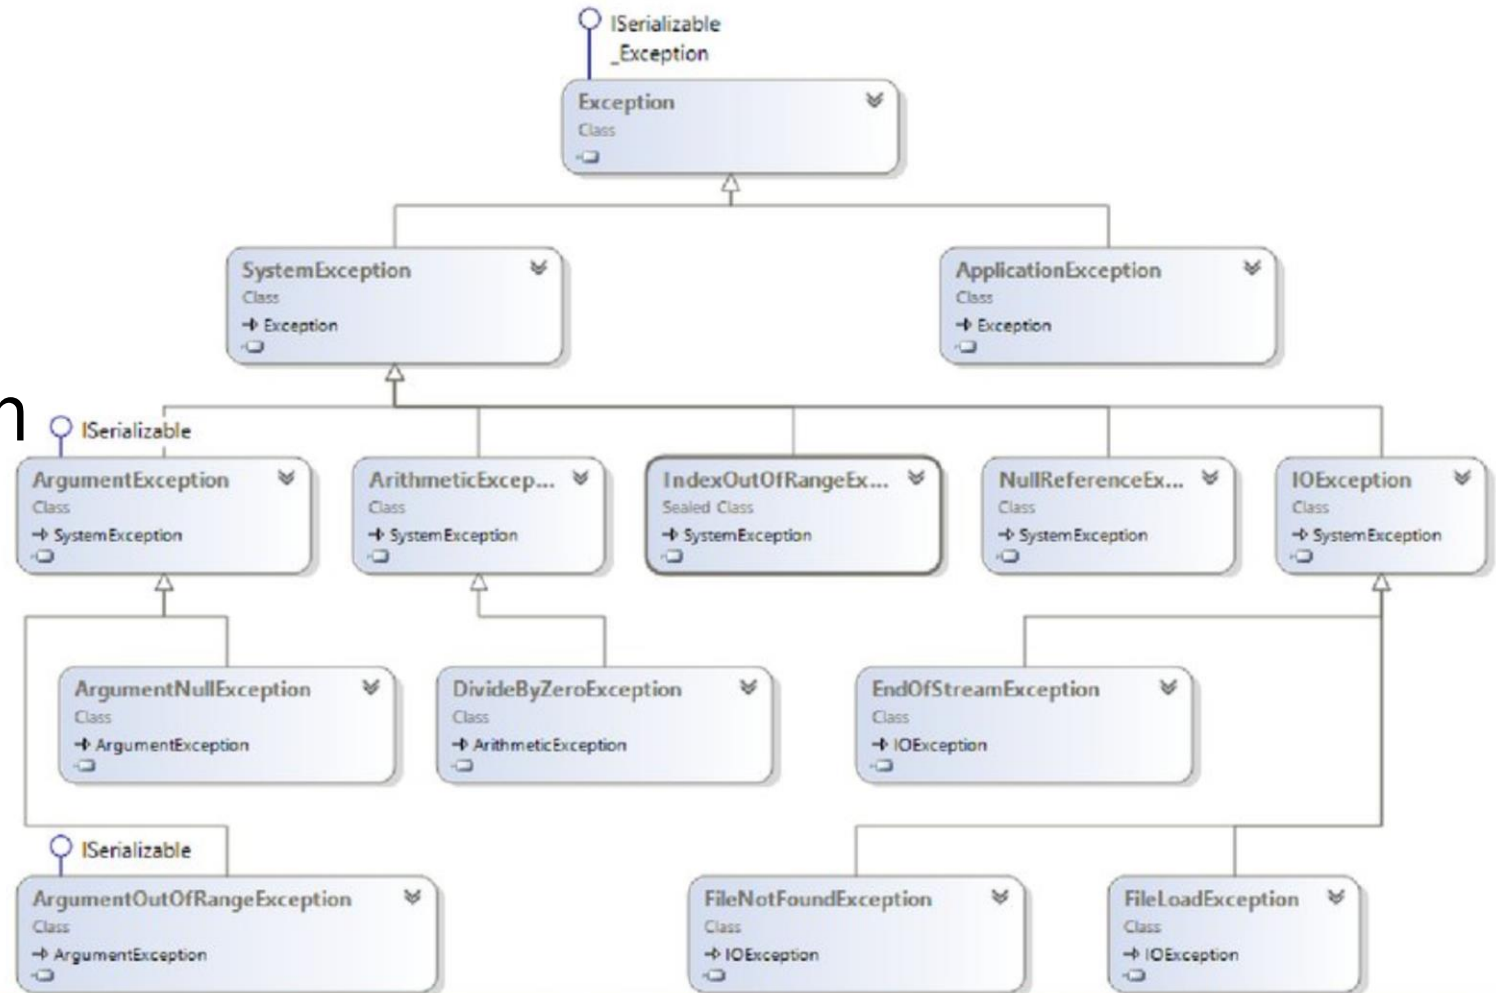 ISerializable
_Exception
Exception
Class
SystemException
Class
Exception
ApplicationException
Class
Exception
n
ISerializable
ArgumentException
Class
SystemException
ArithmeticExcep...
Class
SystemException
IndexOutOfRangeEx...
Sealed Class
SystemException
NullReferenceEx...
Class
SystemException
IOException
Class
SystemException
ArgumentNullException
Class
ArgumentException
DivideByZeroException
Class
ArithmeticException
EndOfStreamException
Class
IOException
ISerializable
ArgumentOutOfRangeException
Class
ArgumentException
FileNotFoundException
Class
IOException
FileLoadException
Class
IOException